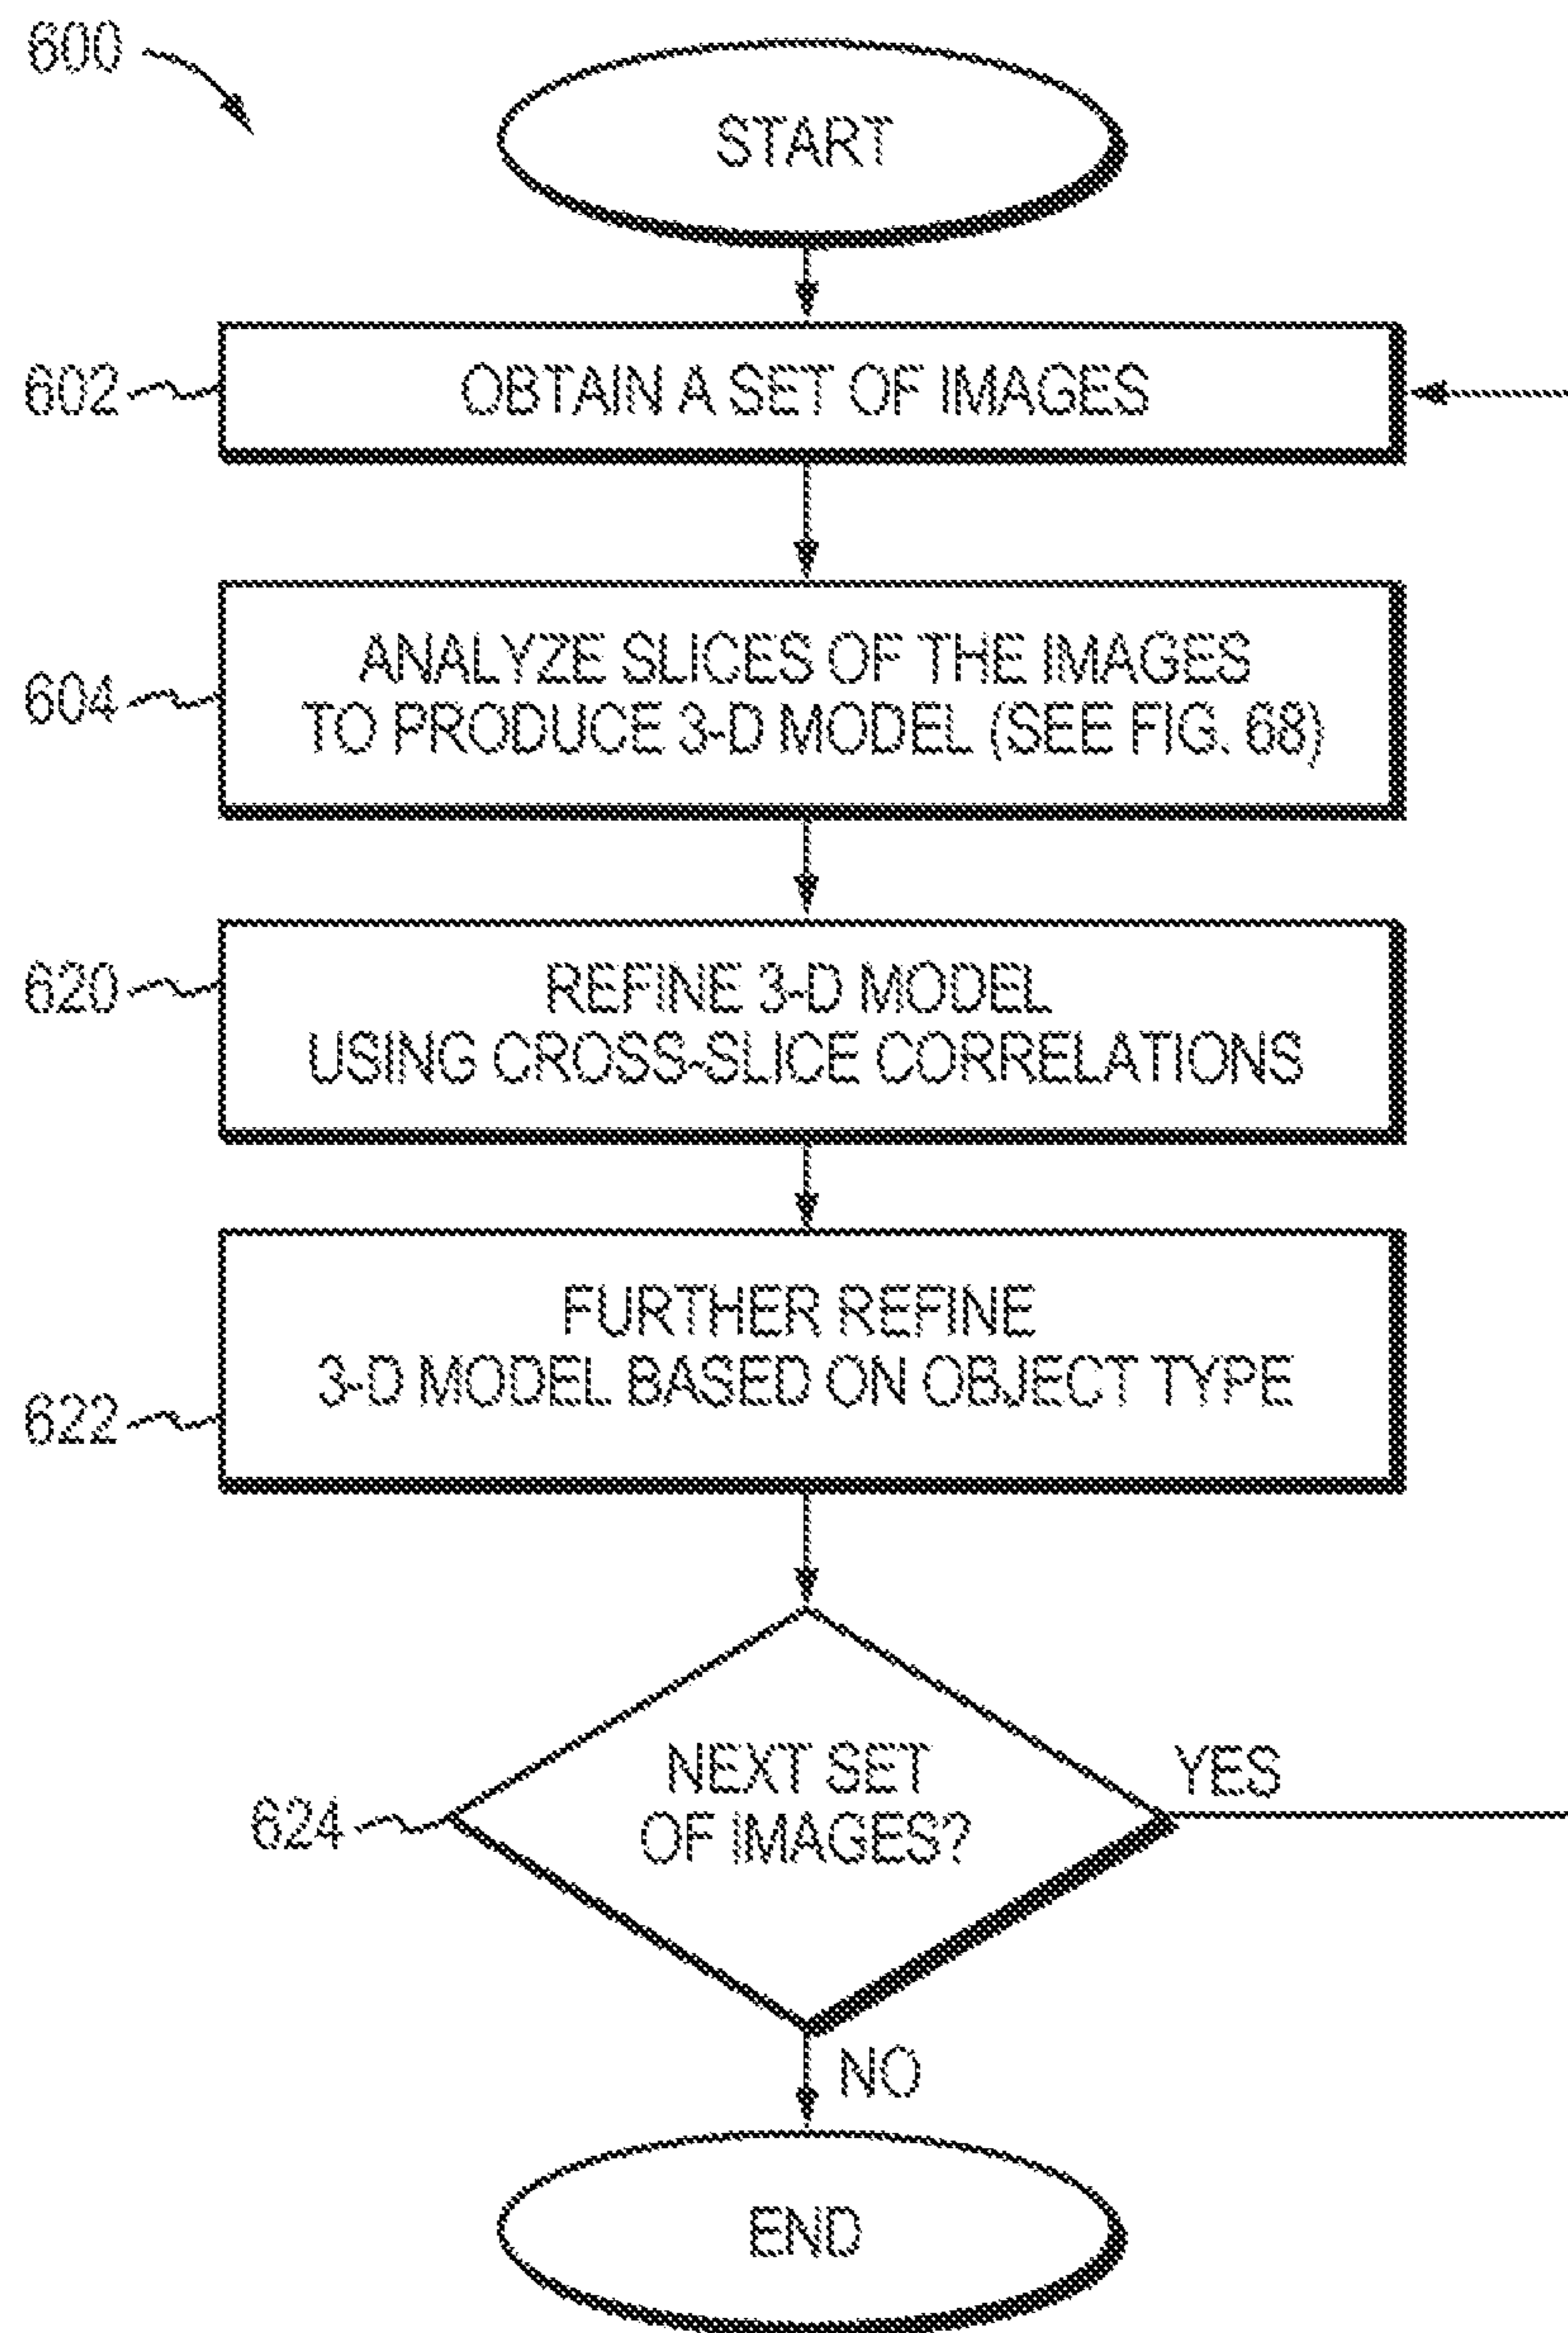 600
START
602
OBTAIN A SET OF IMAGES
604
ANALYZE SLICES OF THE IMAGES
TO PRODUCE 3-D MODEL (SEE FIG. 68)
620
REFINE 3-D MODEL
USING CROSS-SLICE CORRELATIONS
622
FURTHER REFINE
3-D MODEL BASED ON OBJECT TYPE
624
NEXT SET
OF IMAGES?
YES
NO
END